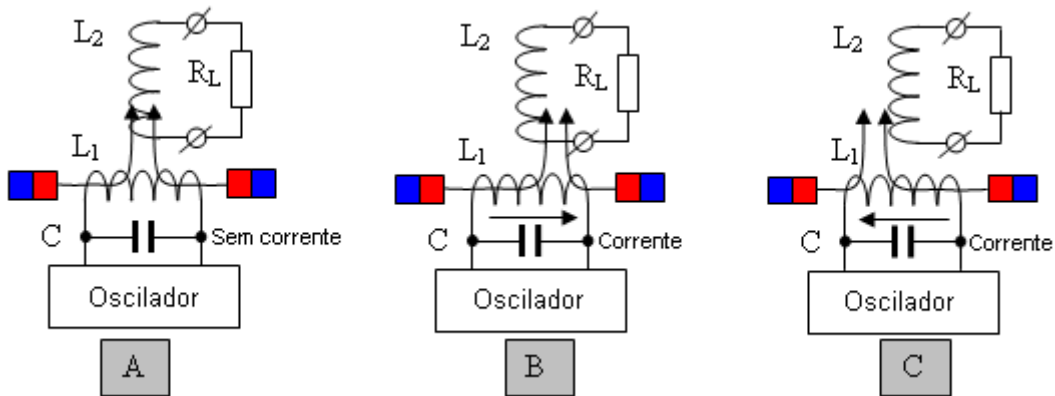 L2
RL
L1
C
Sem corrente
Oscilador
A
L2
RL
L1
C
Corrente
Oscilador
B
L2
RL
L1
C
Corrente
Oscilador
C